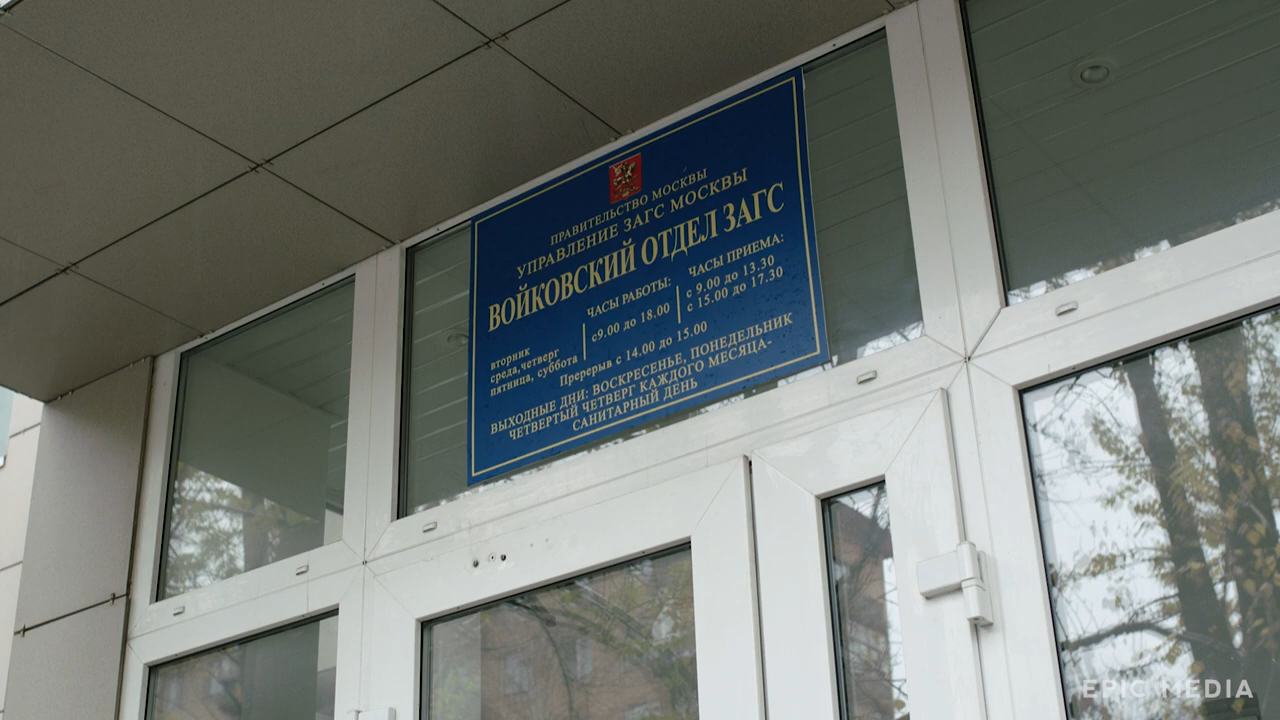 ПРАВИТЕЛЬСТВО МОСКВЫ
УПРАВЛЕНИЕ ЗАГС МОСКВЫ
ВОЙКОВСКИЙ ОТДЕЛ ЗАГС
ЧАСЫ РАБОТЫ:
ЧАСЫ ПРИЕМА:
вторник
среда,четверг
пятница, суббота
с9.00 до 18.00
с 9.00 до 13.30
с 15.00 до 17.30
Пререрыв с 14.00 до 15.00
ВЫХОДНЫЕ ДНИ: ВОСКРЕСЕНЬЕ, ПОНЕДЕЛЬНИК
ЧЕТВЕРТЫЙ ЧЕТВЕРГ КАЖДОГО МЕСЯЦА-
САНИТАРНЫЙ ДЕНЬ
EPIC MEDIA